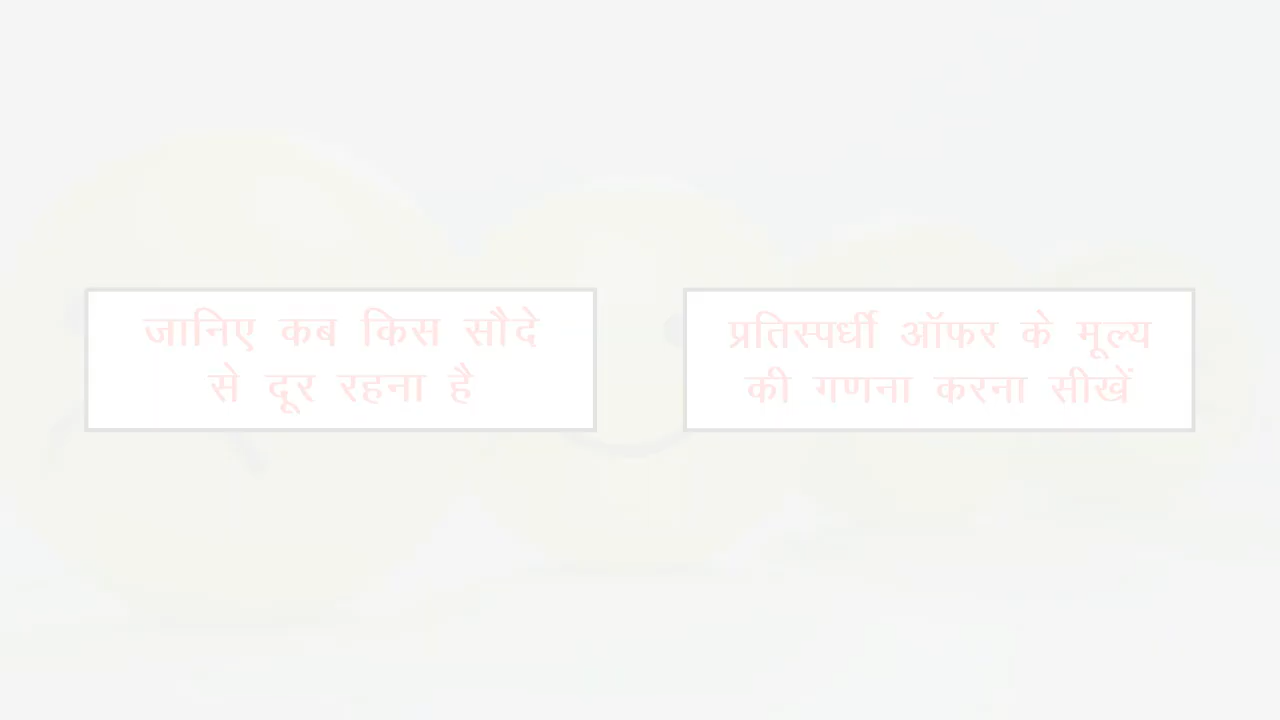 जानिए कब किस सौदे
से दूर रहना है
प्रतिस्पर्धी ऑफर के मूल्य
की गणना करना सीखें